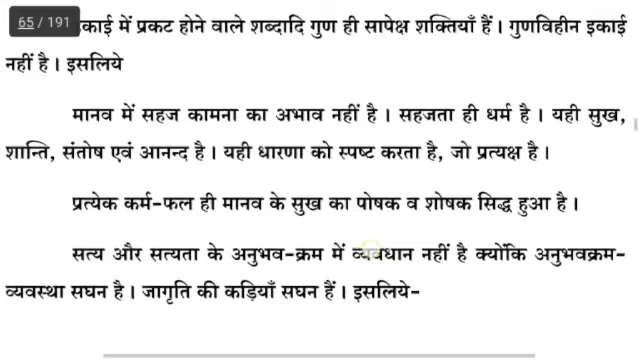 65 / 191
काई में प्रकट होने वाले शब्दादि गुण ही सापेक्ष शक्तियाँ हैं। गुणविहीन इकाई
नहीं है। इसलिये
मानव में सहज कामना का अभाव नहीं है। सहजता ही धर्म है। यही सुख,
शान्ति, संतोष एवं आनन्द है। यही धारणा को स्पष्ट करता है, जो प्रत्यक्ष है।
प्रत्येक कर्म-फल ही मानव के सुख का पोषक व शोषक सिद्ध हुआ है।
सत्य और सत्यता के अनुभव-क्रम में व्यवधान नहीं है क्योंकि अनुभवक्रम-
व्यवस्था सघन है। जागृति की कड़ियाँ सघन हैं। इसलिये-